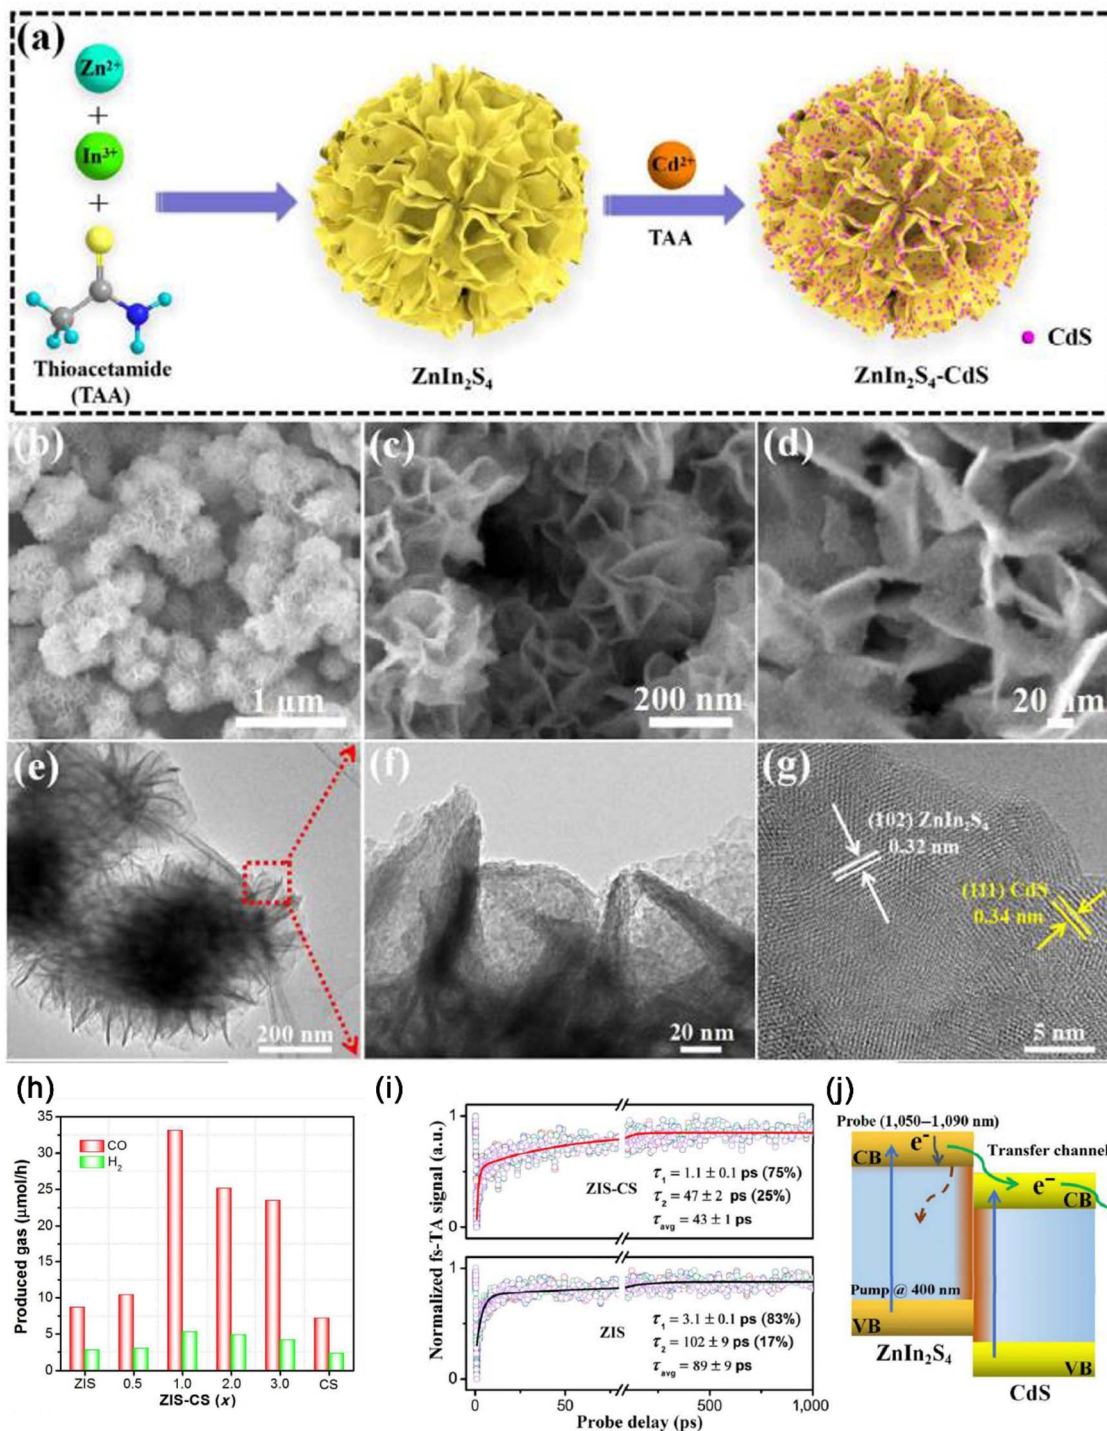 (a)
Zn²⁺
+
In³⁺
+
Thioacetamide
(TAA)
ZnIn₂S₄
Cd²⁺
TAA
CdS
ZnIn₂S₄-CdS
(b)
1 µm
(c)
200 nm
(d)
20 nm
(e)
200 nm
(f)
20 nm
(g)
(102) ZnIn₂S₄
0.32 nm
(111) CdS
0.34 nm
5 nm
(h)
Produced gas (µmol/h)
35
30
25
20
15
10
5
0
CO
H₂
ZIS
0.5
1.0
2.0
3.0
CS
ZIS-CS (x)
(i)
Normalized fs-TA signal (a.u.)
1
0
ZIS-CS
τ₁ = 1.1 ± 0.1 ps (75%)
τ₂ = 47 ± 2 ps (25%)
τavg = 43 ± 1 ps
1
0
ZIS
τ₁ = 3.1 ± 0.1 ps (83%)
τ₂ = 102 ± 9 ps (17%)
τavg = 89 ± 9 ps
0
50
500
1,000
Probe delay (ps)
(j)
Probe (1,050–1,090 nm)
CB
e⁻
Transfer channel
e⁻
CB
Pump @ 400 nm
VB
ZnIn₂S₄
VB
CdS